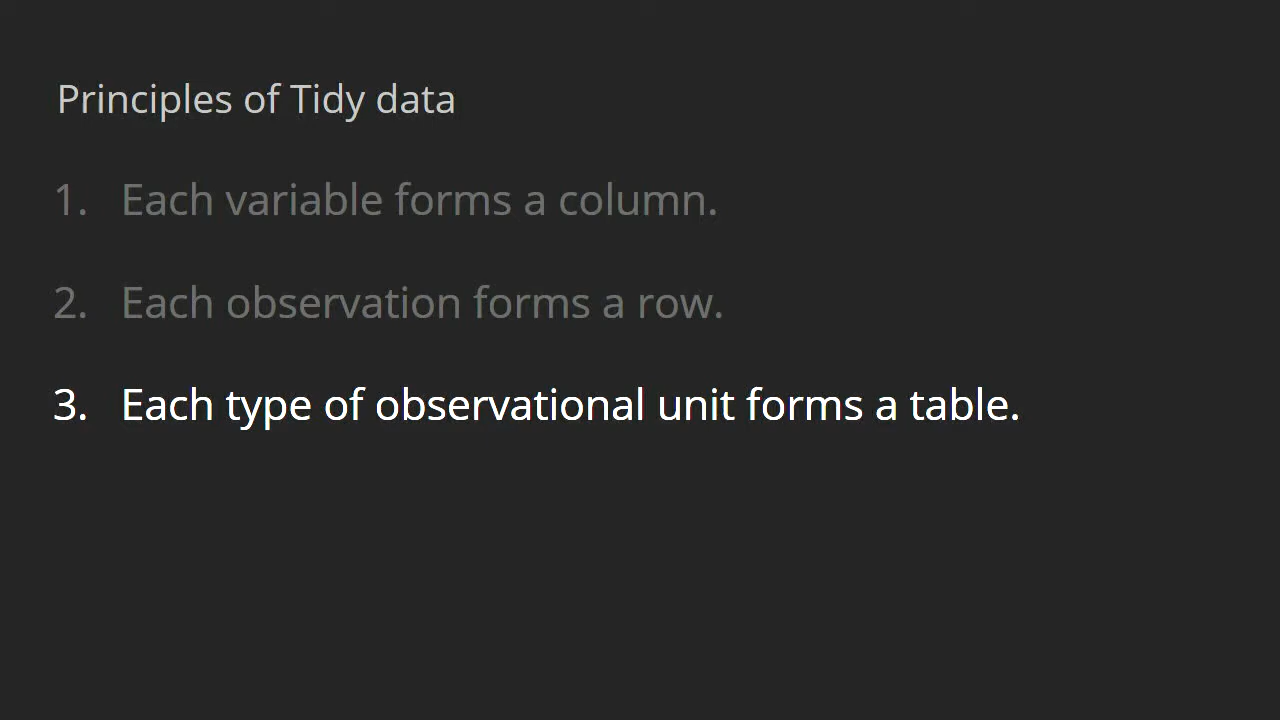 Principles of Tidy data
1. Each variable forms a column.
2. Each observation forms a row.
3. Each type of observational unit forms a table.